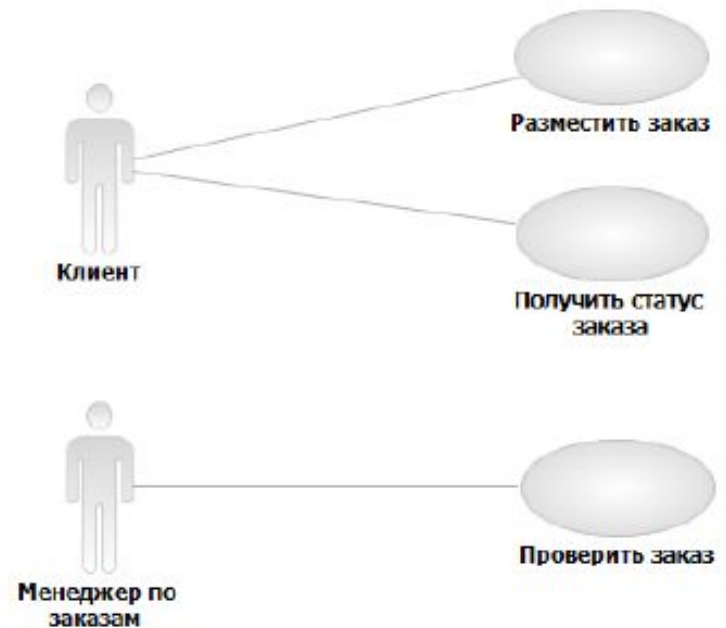 Разместить заказ
Клиент
Получить статус
заказа
Проверить заказ
Менеджер по
заказам